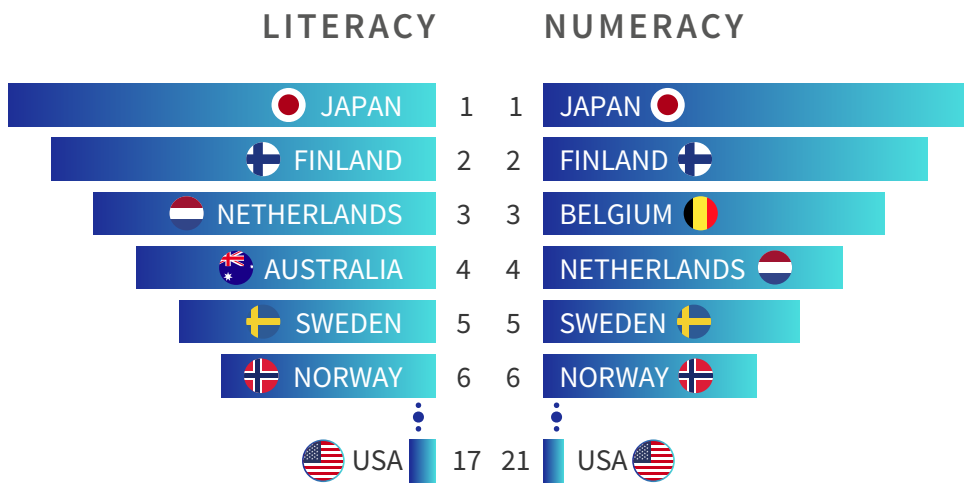 LITERACY NUMERACY
JAPAN 1 1 JAPAN
FINLAND 2 2 FINLAND
NETHERLANDS 3 3 BELGIUM
AUSTRALIA 4 4 NETHERLANDS
SWEDEN 5 5 SWEDEN
NORWAY 6 6 NORWAY
USA 17 21 USA